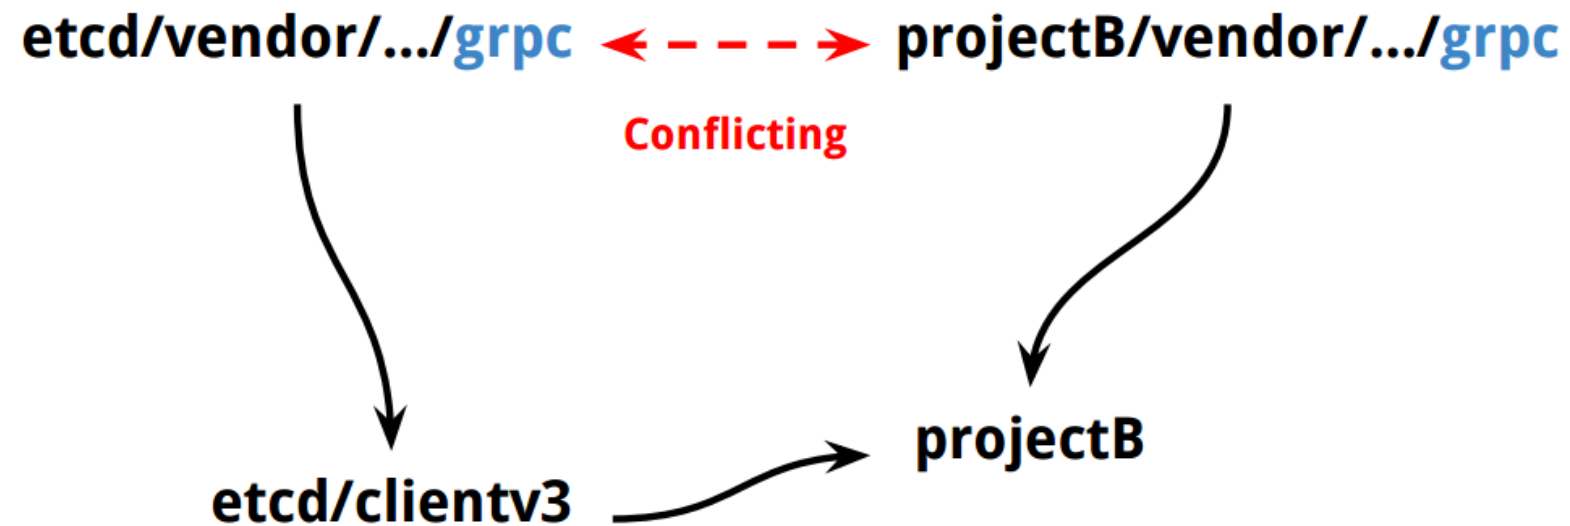 etcd/vendor/.../grpc projectB/vendor/.../grpc
Conflicting
projectB
etcd/clientv3